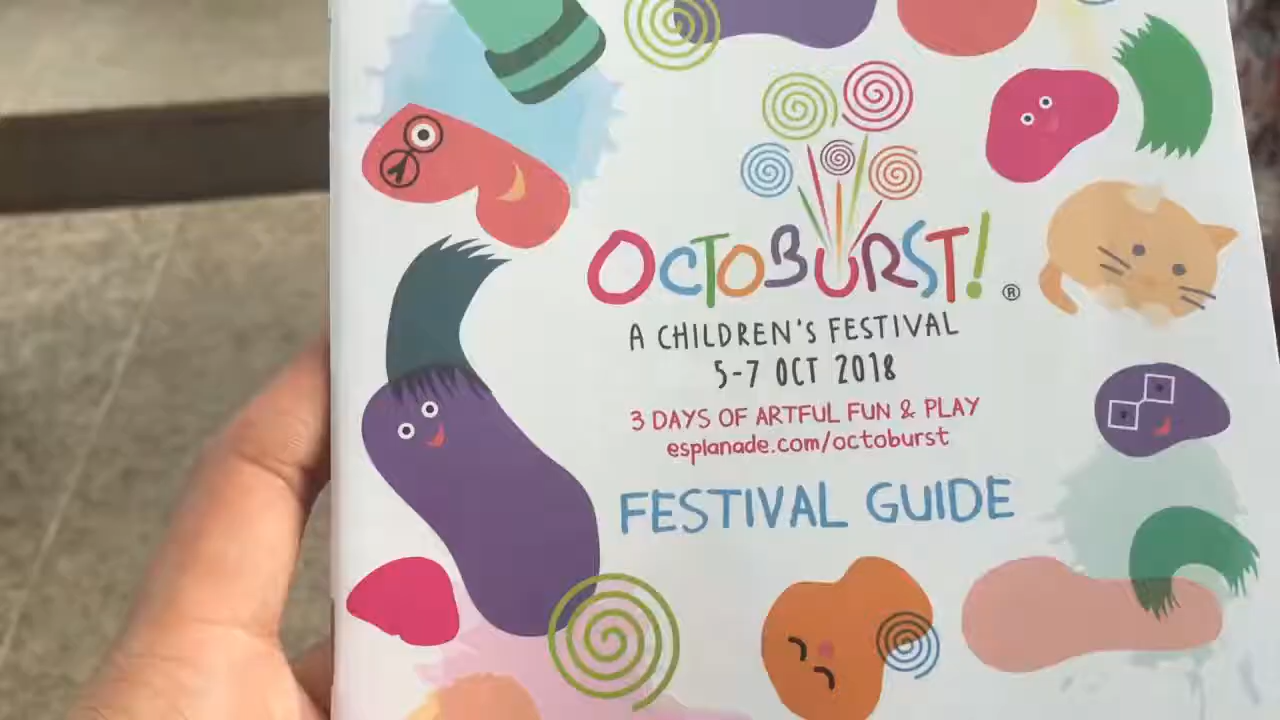 OCTOBURST!®
A CHILDREN'S FESTIVAL
5-7 OCT 2018
3 DAYS OF ARTFUL FUN & PLAY
esplanade.com/octoburst
FESTIVAL GUIDE